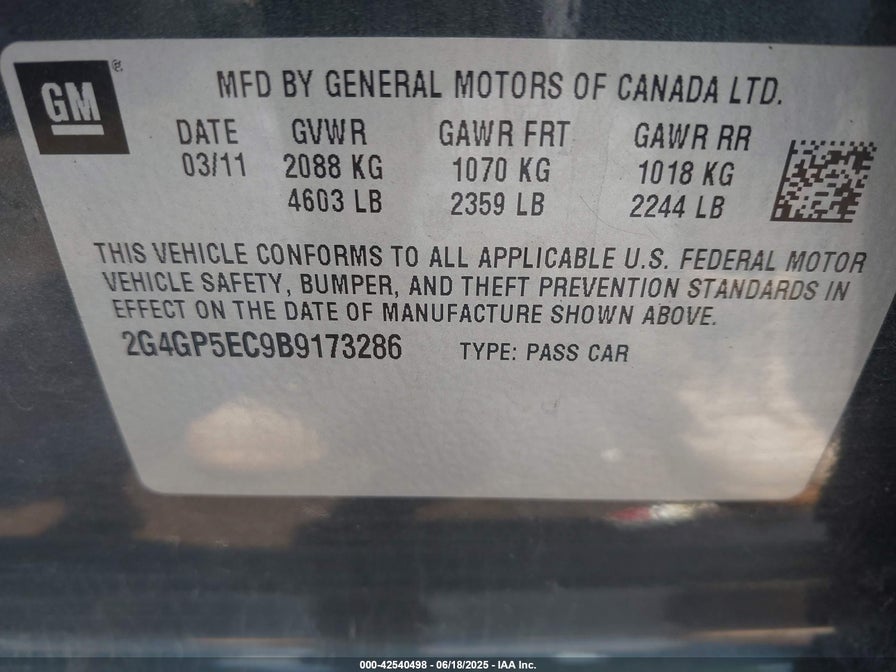 GM ®
MFD BY GENERAL MOTORS OF CANADA LTD.
DATE GVWR GAWR FRT GAWR RR
03/11 2088 KG 1070 KG 1018 KG
4603 LB 2359 LB 2244 LB
THIS VEHICLE CONFORMS TO ALL APPLICABLE U.S. FEDERAL MOTOR
VEHICLE SAFETY, BUMPER, AND THEFT PREVENTION STANDARDS IN
EFFECT ON THE DATE OF MANUFACTURE SHOWN ABOVE.
2G4GP5EC9B9173286 TYPE: PASS CAR
000-42540498 - 06/18/2025 - IAA Inc.